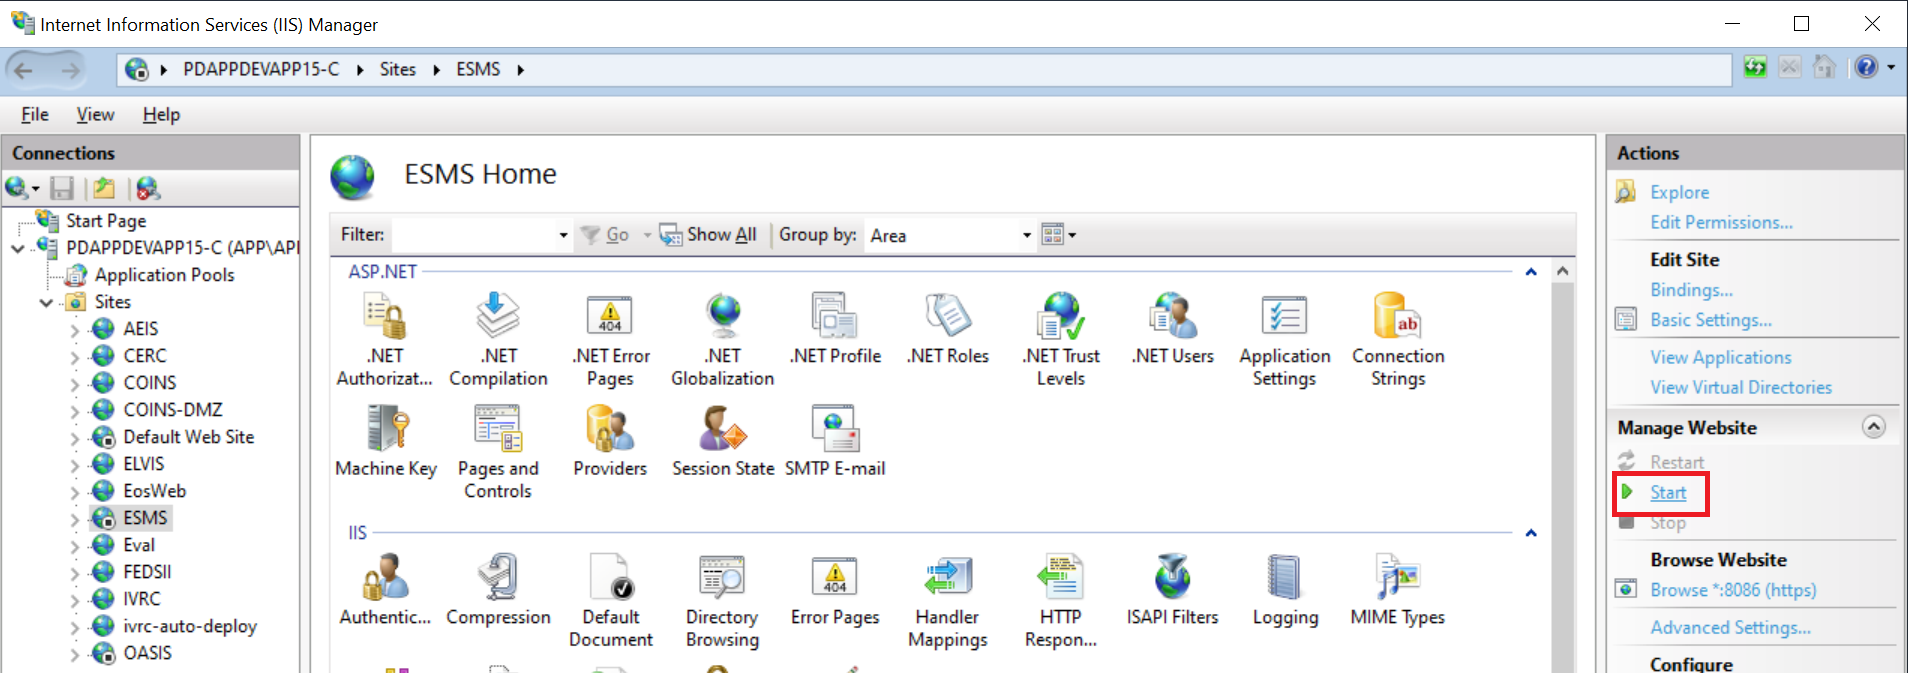 Internet Information Services (IIS) Manager
PDAPPDEVAPP15-C Sites ESMS
File View Help
Connections
Start Page
PDAPPDEVAPP15-C (APP\API
Application Pools
Sites
AEIS
CERC
COINS
COINS-DMZ
Default Web Site
ELVIS
EosWeb
ESMS
Eval
FEDSII
IVRC
ivrc-auto-deploy
OASIS
ESMS Home
Filter: Go Show All Group by: Area
ASP.NET
.NET Authorizat...
.NET Compilation
404
.NET Error Pages
.NET Globalization
.NET Profile
.NET Roles
.NET Trust Levels
.NET Users
Application Settings
ab
Connection Strings
Machine Key
Pages and Controls
Providers
Session State
SMTP E-mail
IIS
Authentic...
Compression
Default Document
Directory Browsing
404
Error Pages
Handler Mappings
HTTP Respon...
ISAPI Filters
Logging
MIME Types
Actions
Explore
Edit Permissions...
Edit Site
Bindings...
Basic Settings...
View Applications
View Virtual Directories
Manage Website
Restart
Start
Stop
Browse Website
Browse *:8086 (https)
Advanced Settings...
Configure